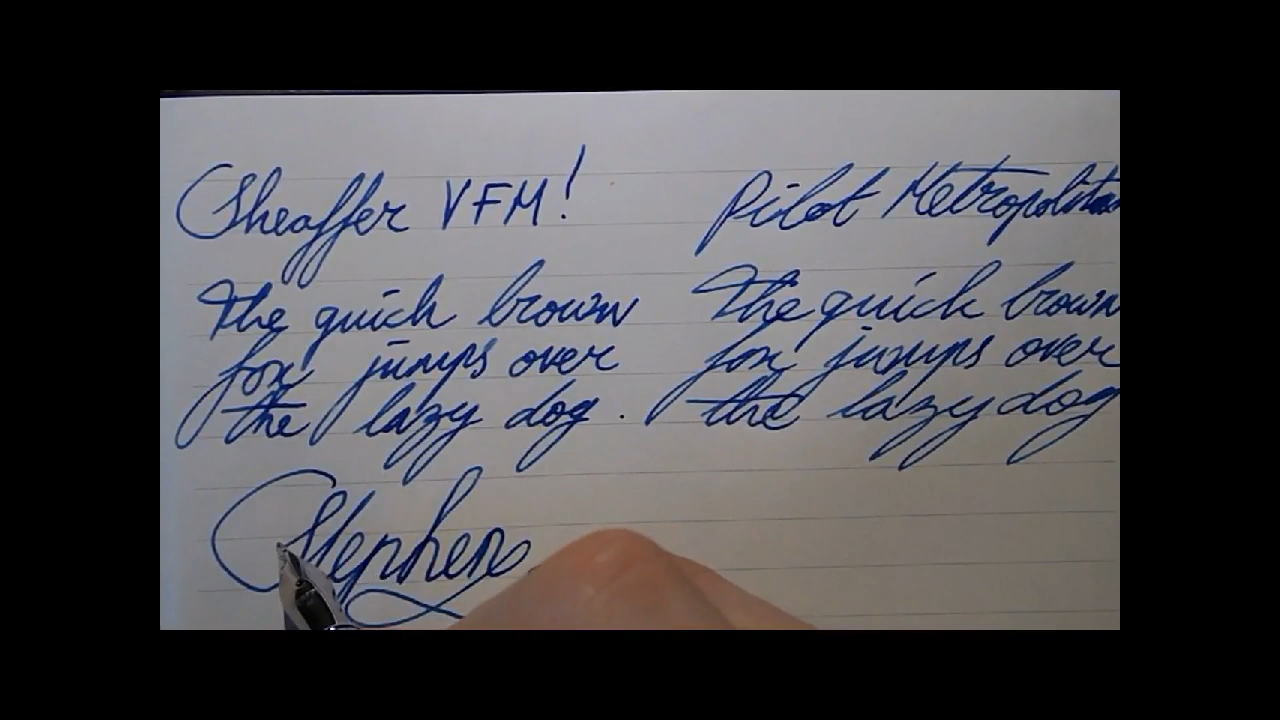 Sheaffer VFM!
The quick brown
fox jumps over
the lazy dog.
Stephen
Pilot Metropolitan
The quick brown
fox jumps over
the lazy dog